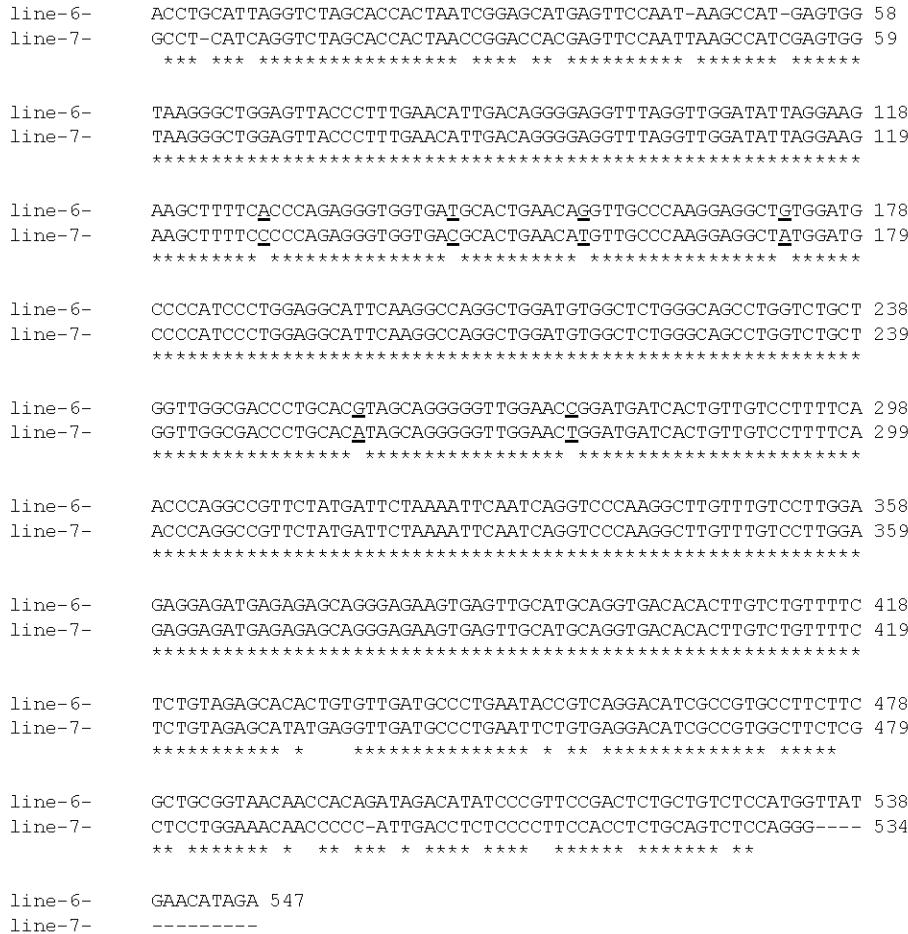 line-6- ACCTGCATTAGGTCTAGCACCACTAATCGGAGCATGAGTTCCAAT-AAGCCAT-GAGTGG 58
line-7- GCCT-CATCAGGTCTAGCACCACTAACCGGACCACGAGTTCCAATTAAGCCATCGAGTGG 59
 *** *** ***************** **** ** ********** ******* ******
line-6- TAAGGGCTGGAGTTACCCTTTGAACATTGACAGGGGAGGTTTAGGTTGGATATTAGGAAG 118
line-7- TAAGGGCTGGAGTTACCCTTTGAACATTGACAGGGGAGGTTTAGGTTGGATATTAGGAAG 119
************************************************************
line-6- AAGCTTTTCACCCAGAGGGTGGTGATGCACTGAACAGGTTGCCCAAGGAGGCTGTGGATG 178
line-7- AAGCTTTTCCCCCAGAGGGTGGTGACGCACTGAACATGTTGCCCAAGGAGGCTATGGATG 179
********* *************** ********** **************** ******
line-6- CCCCATCCCTGGAGGCATTCAAGGCCAGGCTGGATGTGGCTCTGGGCAGCCTGGTCTGCT 238
line-7- CCCCATCCCTGGAGGCATTCAAGGCCAGGCTGGATGTGGCTCTGGGCAGCCTGGTCTGCT 239
************************************************************
line-6- GGTTGGCGACCCTGCACGTAGCAGGGGGTTGGAACCGGATGATCACTGTTGTCCTTTTCA 298
line-7- GGTTGGCGACCCTGCACATAGCAGGGGGTTGGAACTGGATGATCACTGTTGTCCTTTTCA 299
***************** ***************** ************************
line-6- ACCCAGGCCGTTCTATGATTCTAAAATTCAATCAGGTCCCAAGGCTTGTTTGTCCTTGGA 358
line-7- ACCCAGGCCGTTCTATGATTCTAAAATTCAATCAGGTCCCAAGGCTTGTTTGTCCTTGGA 359
************************************************************
line-6- GAGGAGATGAGAGAGCAGGGAGAAGTGAGTTGCATGCAGGTGACACACTTGTCTGTTTTC 418
line-7- GAGGAGATGAGAGAGCAGGGAGAAGTGAGTTGCATGCAGGTGACACACTTGTCTGTTTTC 419
************************************************************
line-6- TCTGTAGAGCACACTGTGTTGATGCCCTGAATACCGTCAGGACATCGCCGTGCCTTCTTC 478
line-7- TCTGTAGAGCATATGAGGTTGATGCCCTGAATTCTGTGAGGACATCGCCGTGGCTTCTCG 479
*********** *    *************** * ** ************** *****
line-6- GCTGCGGTAACAACCACAGATAGACATATCCCGTTCCGACTCTGCTGTCTCCATGGTTAT 538
line-7- CTCCTGGAAACAACCCCC-ATTGACCTCTCCCCTTCCACCTCTGCAGTCTCCAGGG---- 534
** ******* *  ** *** * **** ****  ****** ******* **
line-6- GAACATAGA 547
line-7- ---------